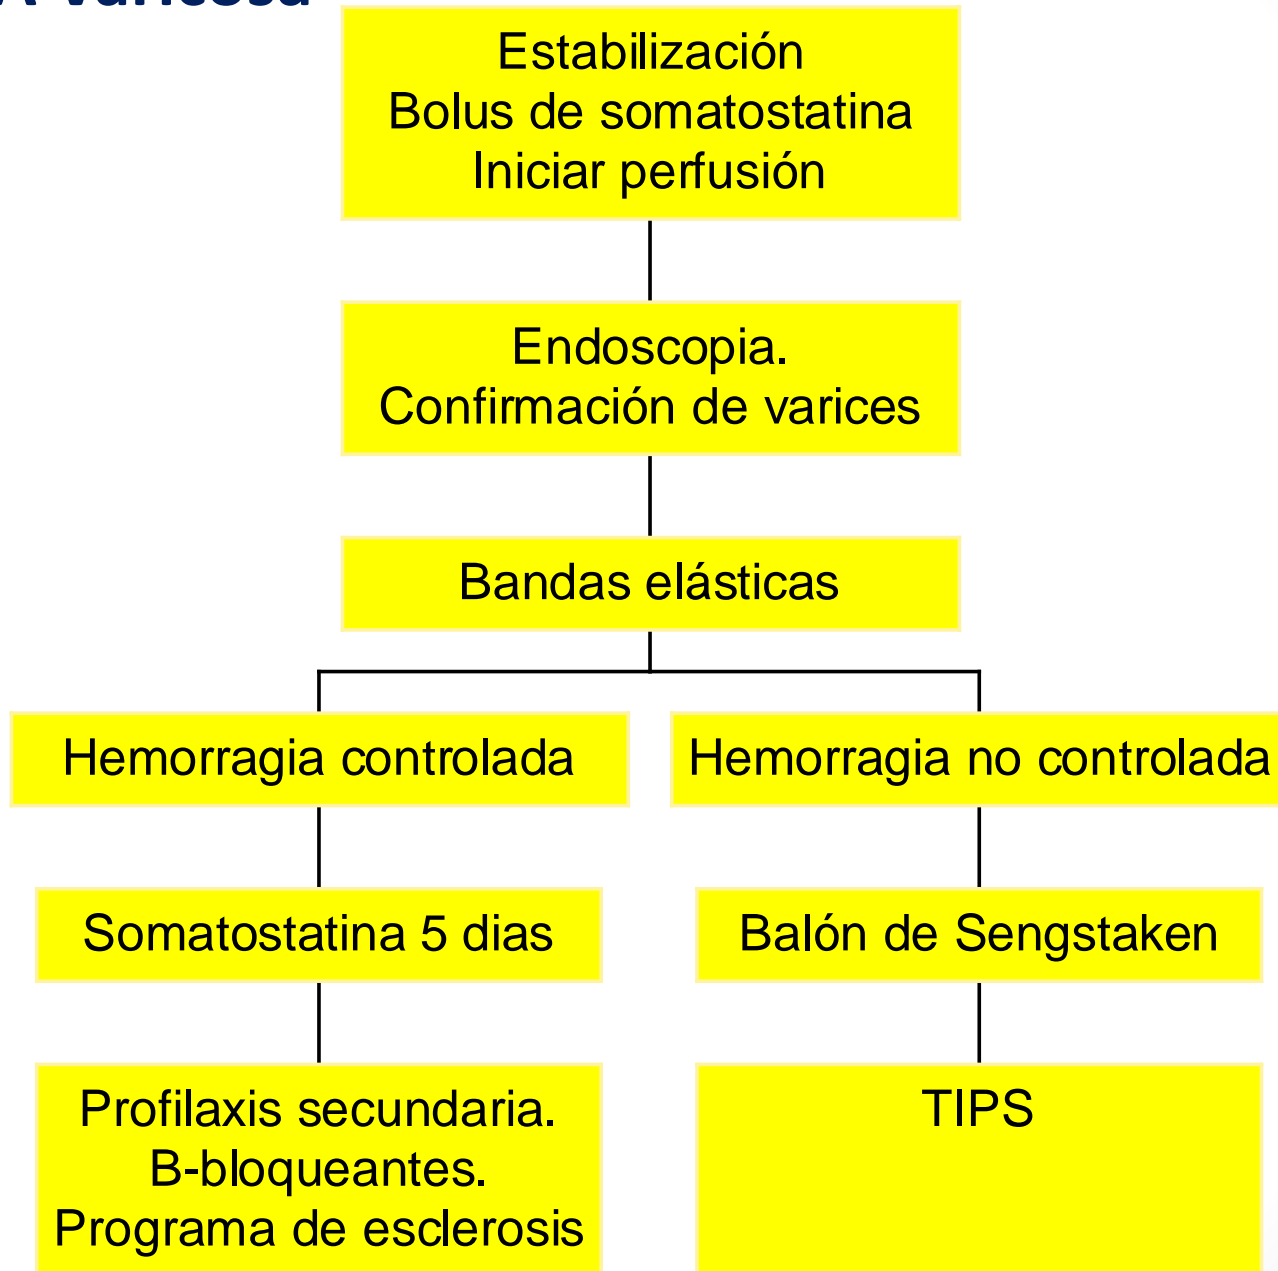 varicosa
Estabilización
Bolus de somatostatina
Iniciar perfusión
Endoscopia.
Confirmación de varices
Bandas elásticas
Hemorragia controlada
Hemorragia no controlada
Somatostatina 5 dias
Balón de Sengstaken
Profilaxis secundaria.
B-bloqueantes.
Programa de esclerosis
TIPS